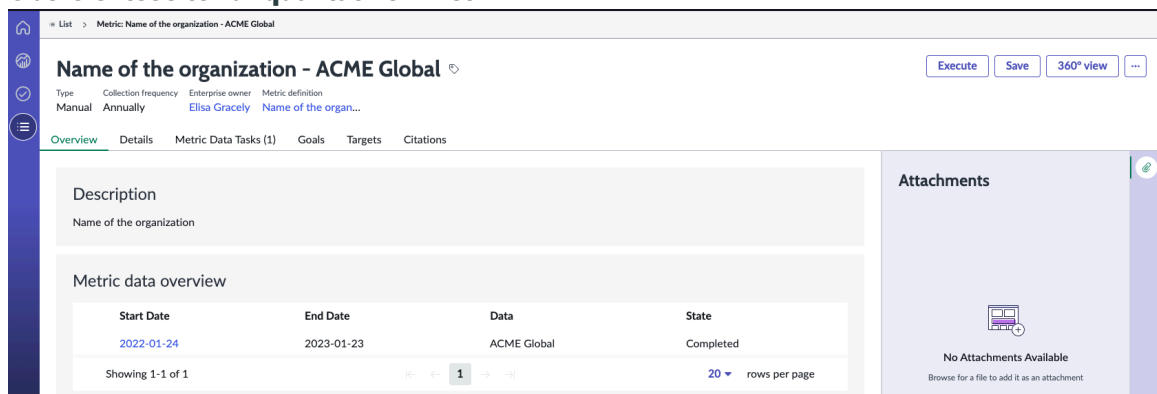 List > Metric: Name of the organization - ACME Global
Name of the organization - ACME Global
Execute Save 360° view ...
Type Collection frequency Enterprise owner Metric definition
Manual Annually Elisa Gracely Name of the organ...
Overview Details Metric Data Tasks (1) Goals Targets Citations
Description
Name of the organization
Metric data overview
Start Date End Date Data State
2022-01-24 2023-01-23 ACME Global Completed
Showing 1-1 of 1 1 20 rows per page
Attachments
No Attachments Available
Browse for a file to add it as an attachment